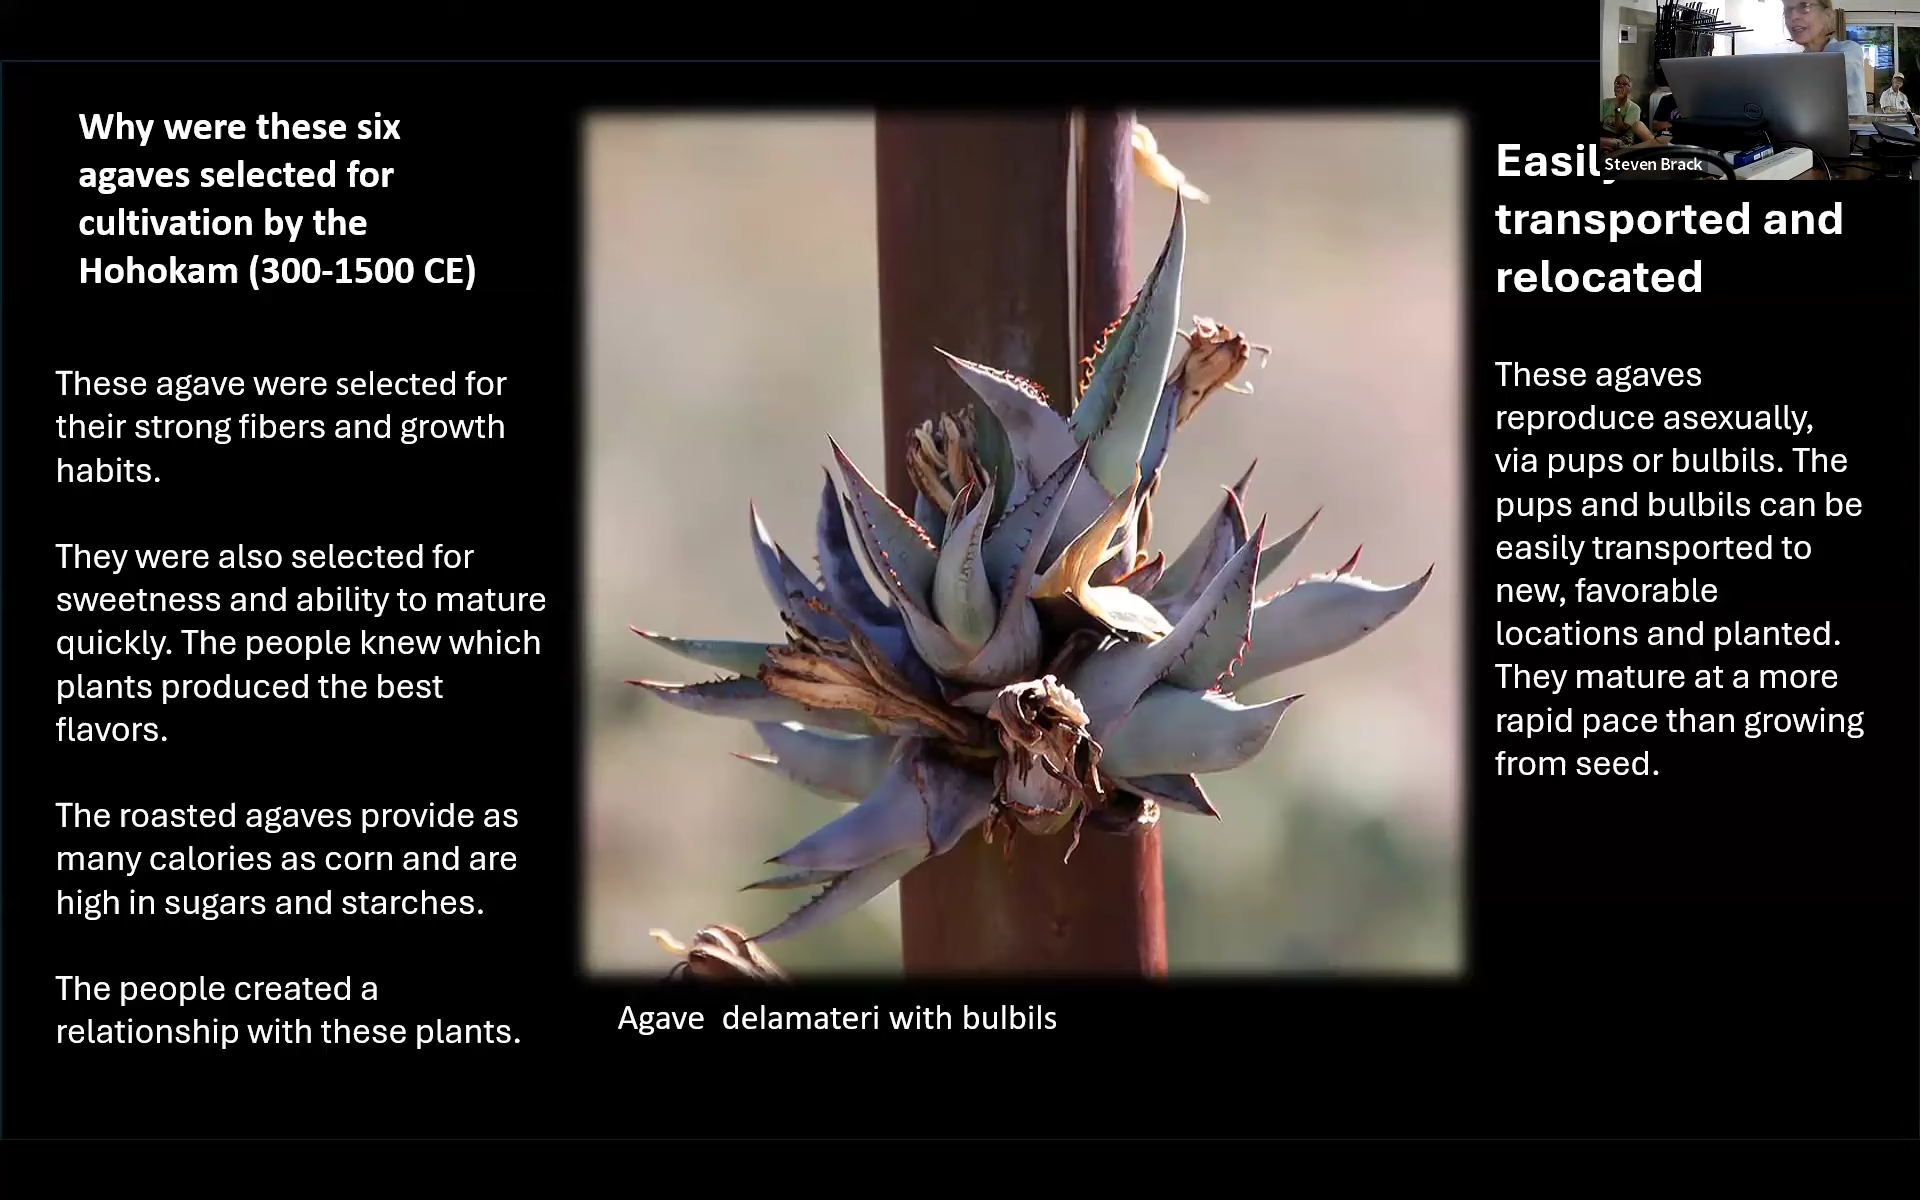 Why were these six
agaves selected for
cultivation by the
Hohokam (300-1500 CE)
These agave were selected for
their strong fibers and growth
habits.
They were also selected for
sweetness and ability to mature
quickly. The people knew which
plants produced the best
flavors.
The roasted agaves provide as
many calories as corn and are
high in sugars and starches.
The people created a
relationship with these plants.
Agave delamateri with bulbils
Steven Brack
Easily
transported and
relocated
These agaves
reproduce asexually,
via pups or bulbils. The
pups and bulbils can be
easily transported to
new, favorable
locations and planted.
They mature at a more
rapid pace than growing
from seed.